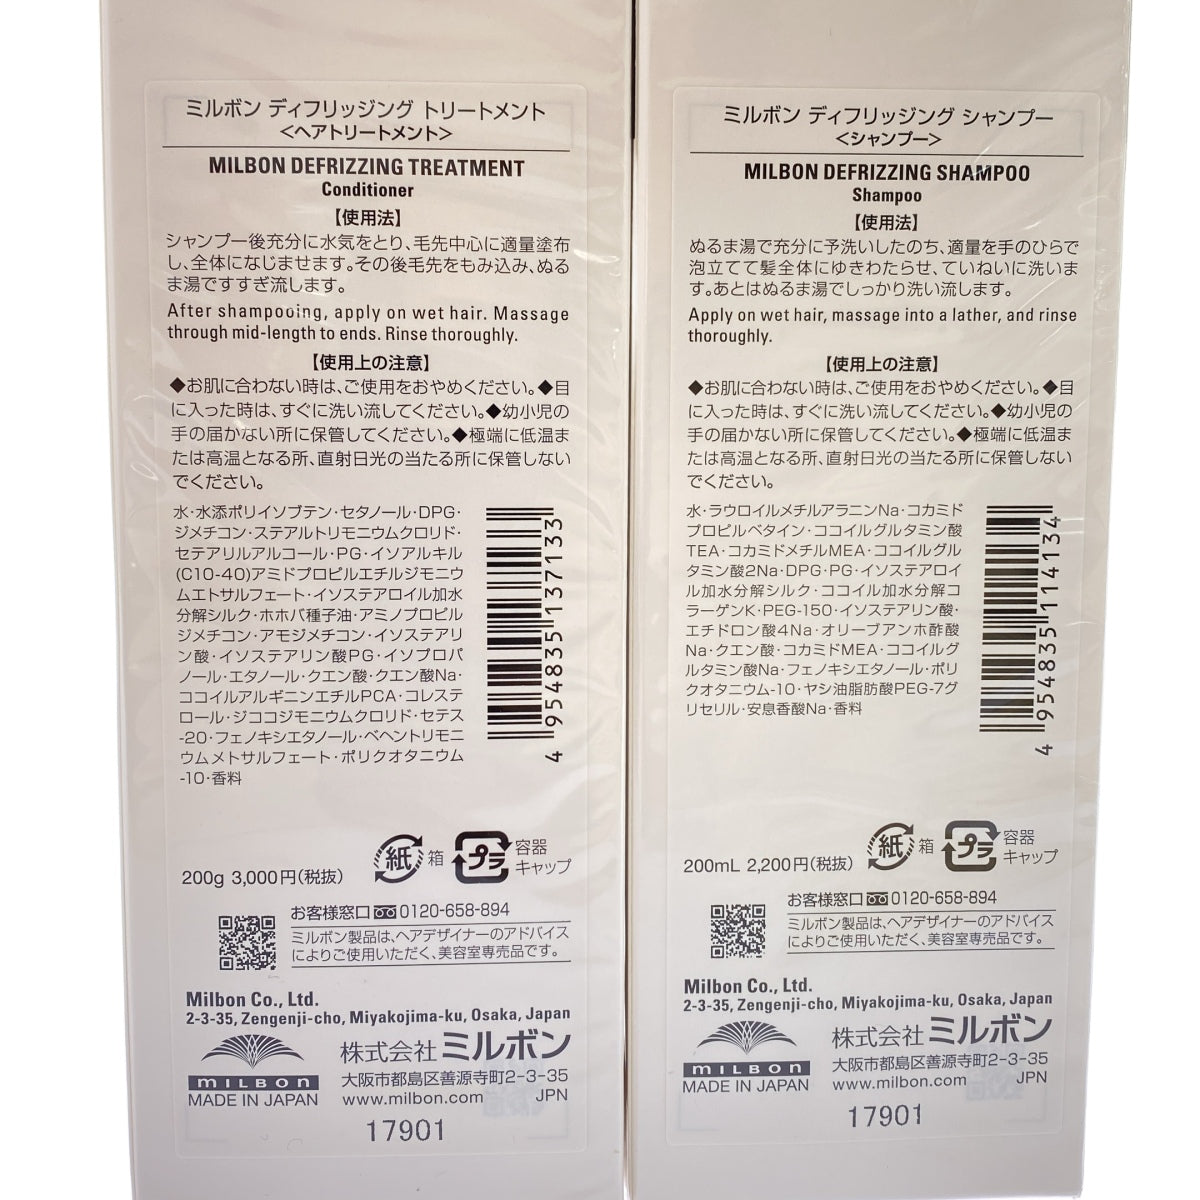 ミルボン ディフリッジング トリートメント
<ヘアトリートメント>
MILBON DEFRIZZING TREATMENT
Conditioner
【使用法】
シャンプー後充分に水気をとり、毛先中心に適量塗布
し、全体になじませます。その後毛先をもみ込み、ぬる
ま湯ですすぎ流します。
After shampooing, apply on wet hair. Massage
through mid-length to ends. Rinse thoroughly.
【使用上の注意】
◆お肌に合わない時は、ご使用をおやめください。◆目
に入った時は、すぐに洗い流してください。◆幼小児の
手の届かない所に保管してください。◆極端に低温ま
たは高温となる所、直射日光の当たる所に保管しない
でください。
水・水添ポリイソブテン・セタノール・DPG・
ジメチコン・ステアルトリモニウムクロリド・
セテアリルアルコール・PG・イソアルキル
(C10-40)アミドプロピルエチルジモニウ
ムエトサルフェート・イソステアロイル加水
分解シルク・ホホバ種子油・アミノプロピル
ジメチコン・アモジメチコン・イソステアリ
ン酸・イソステアリン酸PG・イソプロパ
ノール・エタノール・クエン酸・クエン酸Na・
ココイルアルギニンエチルPCA・コレステ
ロール・ジココジモニウムクロリド・セテス
-20・フェノキシエタノール・ベヘントリモニ
ウムメトサルフェート・ポリクオタニウム
-10・香料
4 954835 137133
200g 3,000円(税抜)
紙 箱
プラ 容器
キャップ
お客様窓口 0120-658-894
ミルボン製品は、ヘアデザイナーのアドバイス
によりご使用いただく、美容室専売品です。
Milbon Co., Ltd.
2-3-35, Zengenji-cho, Miyakojima-ku, Osaka, Japan
株式会社 ミルボン
大阪市都島区善源寺町2-3-35
MILBON
MADE IN JAPAN
www.milbon.com JPN
17901
ミルボン ディフリッジング シャンプー
<シャンプー>
MILBON DEFRIZZING SHAMPOO
Shampoo
【使用法】
ぬるま湯で充分に予洗いしたのち、適量を手のひらで
泡立てて髪全体にゆきわたらせ、ていねいに洗いま
す。あとはぬるま湯でしっかり洗い流します。
Apply on wet hair, massage into a lather, and rinse
thoroughly.
【使用上の注意】
◆お肌に合わない時は、ご使用をおやめください。◆目
に入った時は、すぐに洗い流してください。◆幼小児の
手の届かない所に保管してください。◆極端に低温ま
たは高温となる所、直射日光の当たる所に保管しない
でください。
水・ラウロイルメチルアラニンNa・コカミド
プロピルベタイン・ココイルグルタミン酸
TEA・コカミドメチルMEA・ココイルグル
タミン酸2Na・DPG・PG・イソステアロイ
ル加水分解シルク・ココイル加水分解コ
ラーゲンK・PEG-150・イソステアリン酸・
エチドロン酸4Na・オリーブアンホ酢酸
Na・クエン酸・コカミドMEA・ココイルグ
ルタミン酸Na・フェノキシエタノール・ポリ
クオタニウム-10・ヤシ油脂肪酸PEG-7グ
リセリル・安息香酸Na・香料
4 954835 114134
200mL 2,200円(税抜)
紙 箱
プラ 容器
キャップ
お客様窓口 0120-658-894
ミルボン製品は、ヘアデザイナーのアドバイス
によりご使用いただく、美容室専売品です。
Milbon Co., Ltd.
2-3-35, Zengenji-cho, Miyakojima-ku, Osaka, Japan
株式会社 ミルボン
大阪市都島区善源寺町2-3-35
MILBON
MADE IN JAPAN
www.milbon.com JPN
17901